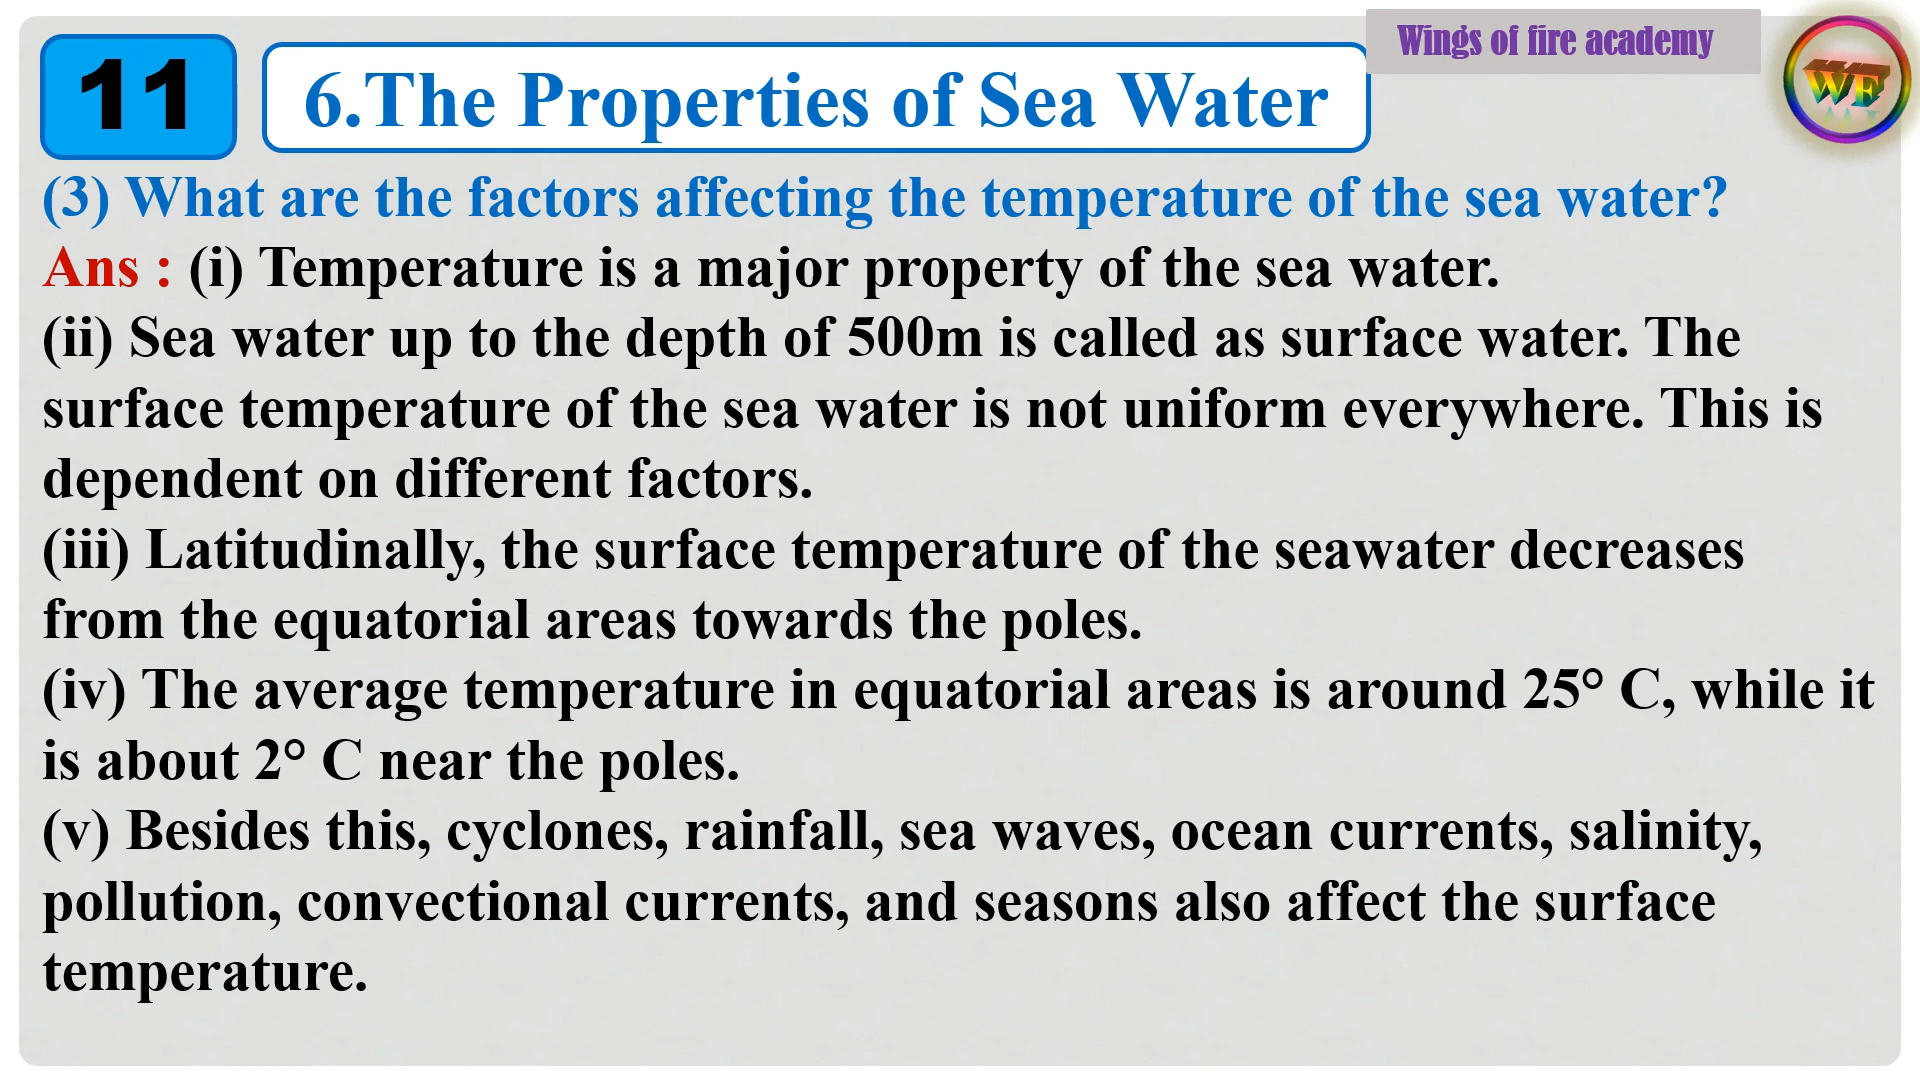 Wings of fire academy
WF
11
6.The Properties of Sea Water
(3) What are the factors affecting the temperature of the sea water?
Ans : (i) Temperature is a major property of the sea water.
(ii) Sea water up to the depth of 500m is called as surface water. The
surface temperature of the sea water is not uniform everywhere. This is
dependent on different factors.
(iii) Latitudinally, the surface temperature of the seawater decreases
from the equatorial areas towards the poles.
(iv) The average temperature in equatorial areas is around 25° C, while it
is about 2° C near the poles.
(v) Besides this, cyclones, rainfall, sea waves, ocean currents, salinity,
pollution, convectional currents, and seasons also affect the surface
temperature.